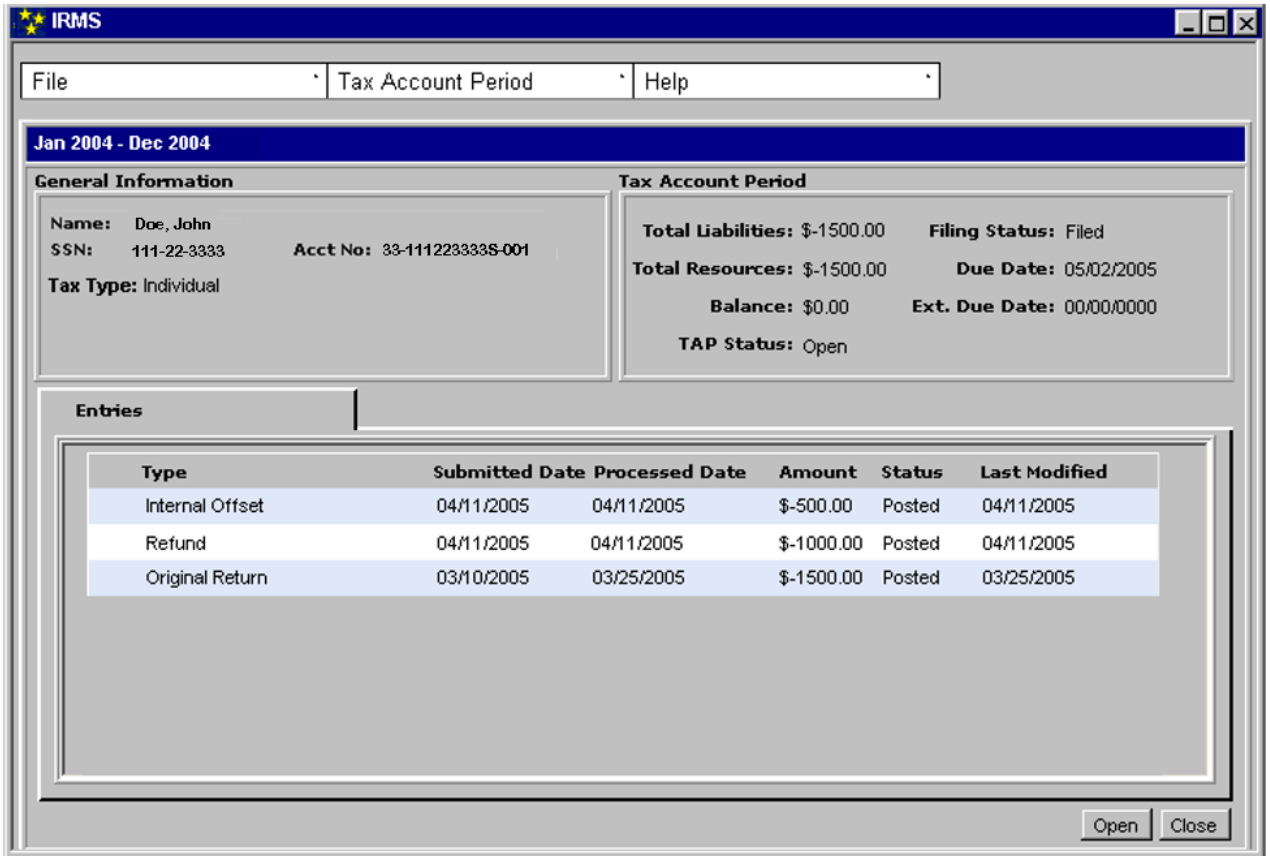 IRMS
File Tax Account Period Help
Jan 2004 - Dec 2004
General Information
Name: Doe, John
SSN: 111-22-3333 Acct No: 33-111223333S-001
Tax Type: Individual
Tax Account Period
Total Liabilities: $-1500.00 Filing Status: Filed
Total Resources: $-1500.00 Due Date: 05/02/2005
Balance: $0.00 Ext. Due Date: 00/00/0000
TAP Status: Open
Entries
Type Submitted Date Processed Date Amount Status Last Modified
Internal Offset 04/11/2005 04/11/2005 $-500.00 Posted 04/11/2005
Refund 04/11/2005 04/11/2005 $-1000.00 Posted 04/11/2005
Original Return 03/10/2005 03/25/2005 $-1500.00 Posted 03/25/2005
Open Close